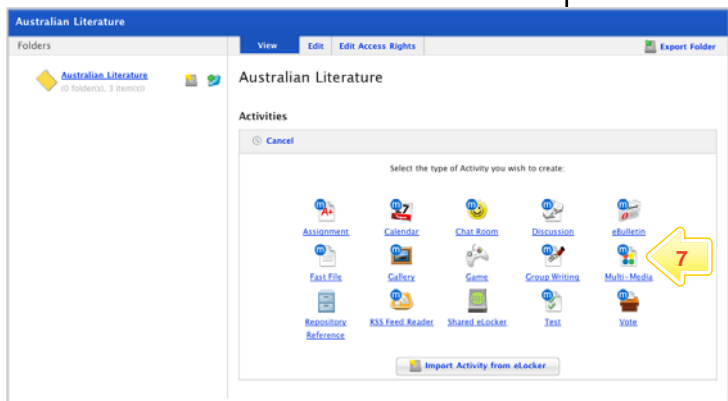 Australian Literature
Folders
View Edit Edit Access Rights Export Folder
Australian Literature
(0 folder(s), 3 item(s))
Australian Literature
Activities
Cancel
Select the type of Activity you wish to create:
Assignment Calendar Chat Room Discussion eBulletin
Fast File Gallery Game Group Writing Multi-Media
7
Repository Reference RSS Feed Reader Shared eLocker Test Vote
Import Activity from eLocker